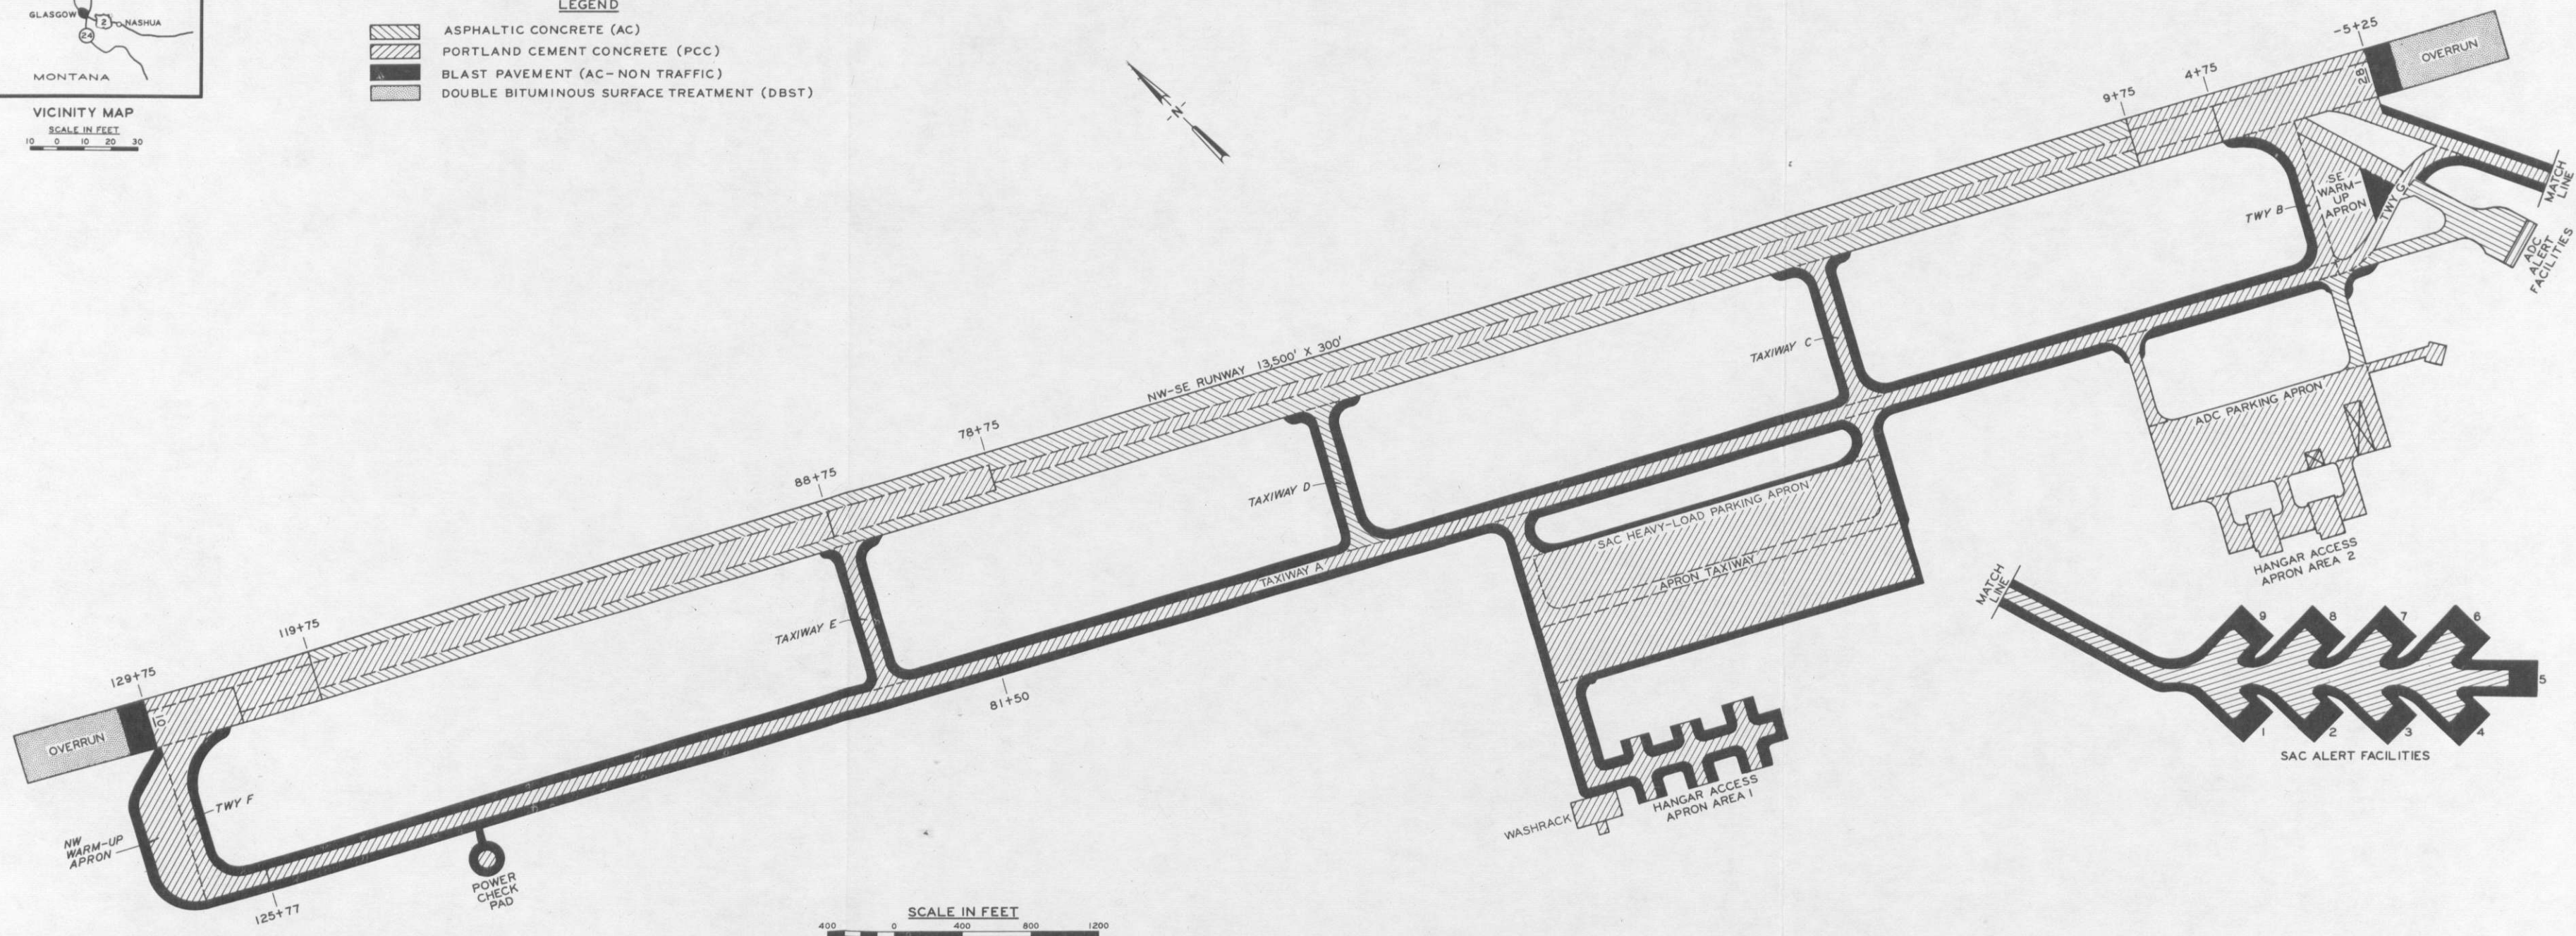 GLASGOW
2
NASHUA
24
MONTANA
VICINITY MAP
SCALE IN FEET
10 0 10 20 30
LEGEND
ASPHALTIC CONCRETE (AC)
PORTLAND CEMENT CONCRETE (PCC)
BLAST PAVEMENT (AC-NON TRAFFIC)
DOUBLE BITUMINOUS SURFACE TREATMENT (DBST)
-N-
-5+25
OVERRUN
28
4+75
9+75
MATCH
LINE
SE
WARM-
UP
APRON
TWY G
TWY B
ADC
ALERT
FACILITIES
NW-SE RUNWAY 13,500' X 300'
TAXIWAY C
ADC PARKING APRON
78+75
88+75
TAXIWAY D
SAC HEAVY-LOAD PARKING APRON
APRON TAXIWAY
TAXIWAY A
HANGAR ACCESS
APRON AREA 2
MATCH
LINE
9
8
7
6
5
1
2
3
4
SAC ALERT FACILITIES
TAXIWAY E
119+75
129+75
81+50
10
OVERRUN
TWY F
NW
WARM-UP
APRON
HANGAR ACCESS
APRON AREA 1
WASHRACK
POWER
CHECK
PAD
125+77
SCALE IN FEET
400 0 400 800 1200